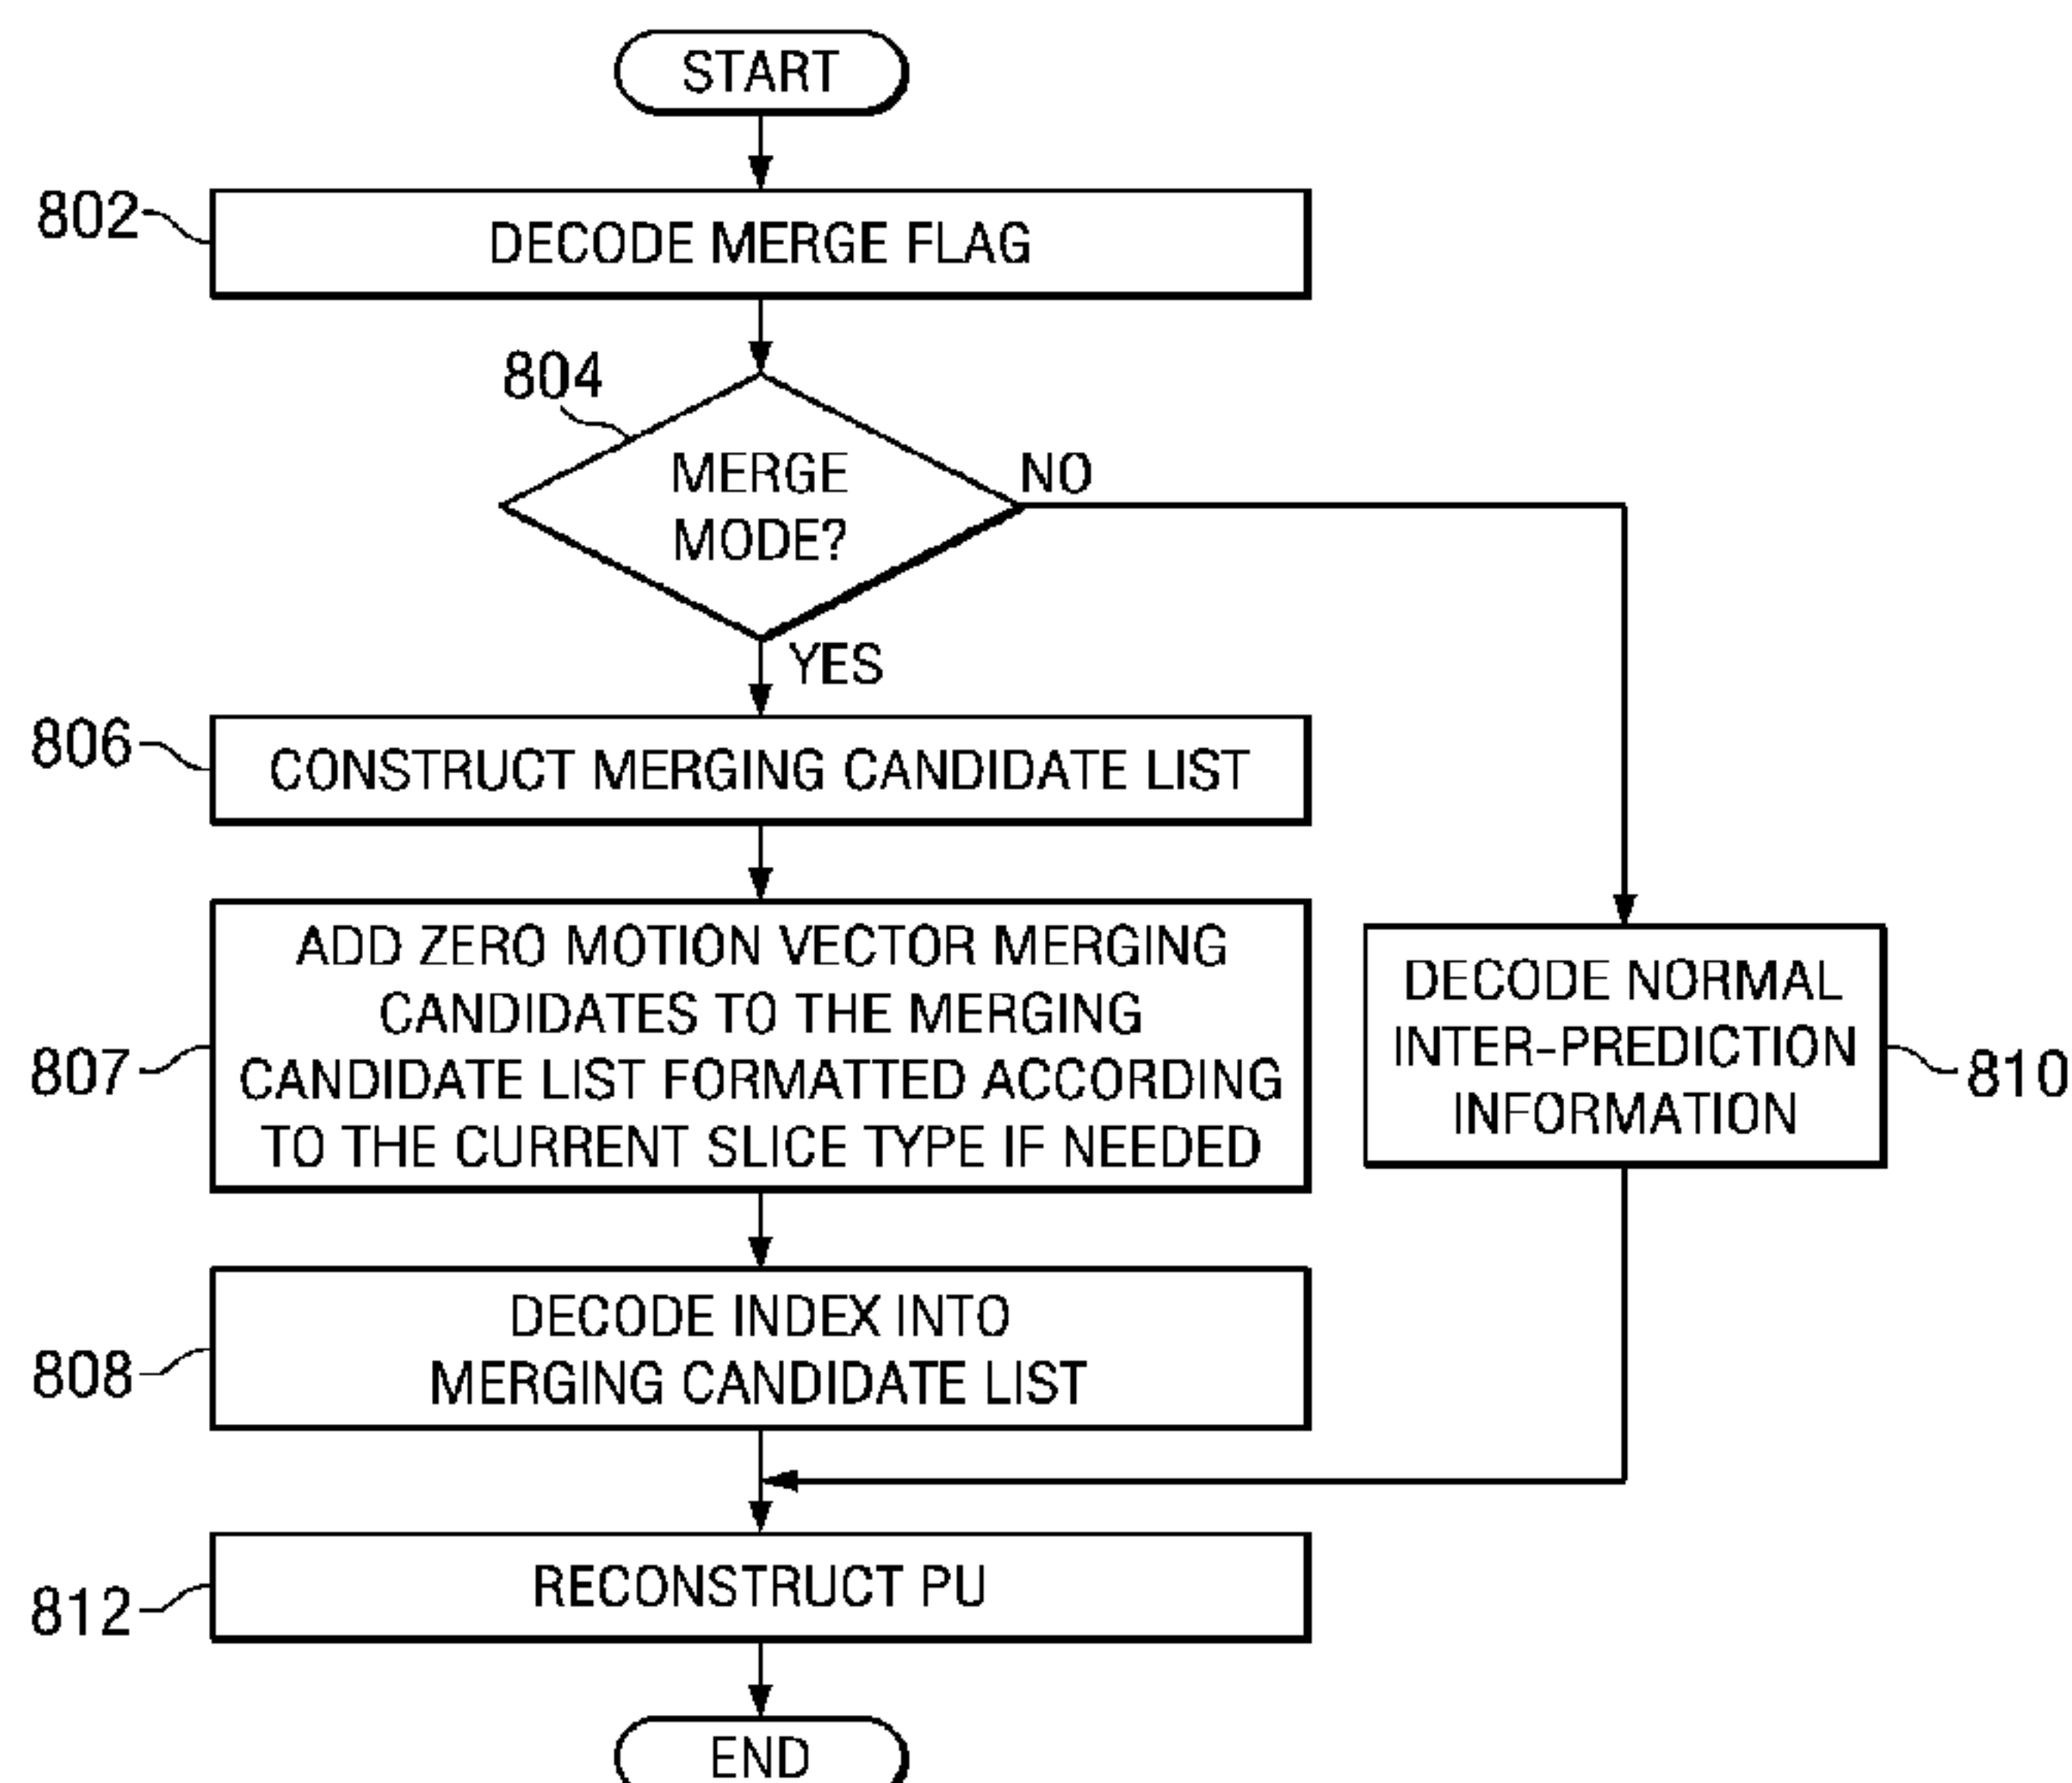 START
802
DECODE MERGE FLAG
804
MERGE
MODE?
NO
YES
806
CONSTRUCT MERGING CANDIDATE LIST
807
ADD ZERO MOTION VECTOR MERGING
CANDIDATES TO THE MERGING
CANDIDATE LIST FORMATTED ACCORDING
TO THE CURRENT SLICE TYPE IF NEEDED
DECODE NORMAL
INTER-PREDICTION
INFORMATION
810
808
DECODE INDEX INTO
MERGING CANDIDATE LIST
812
RECONSTRUCT PU
END